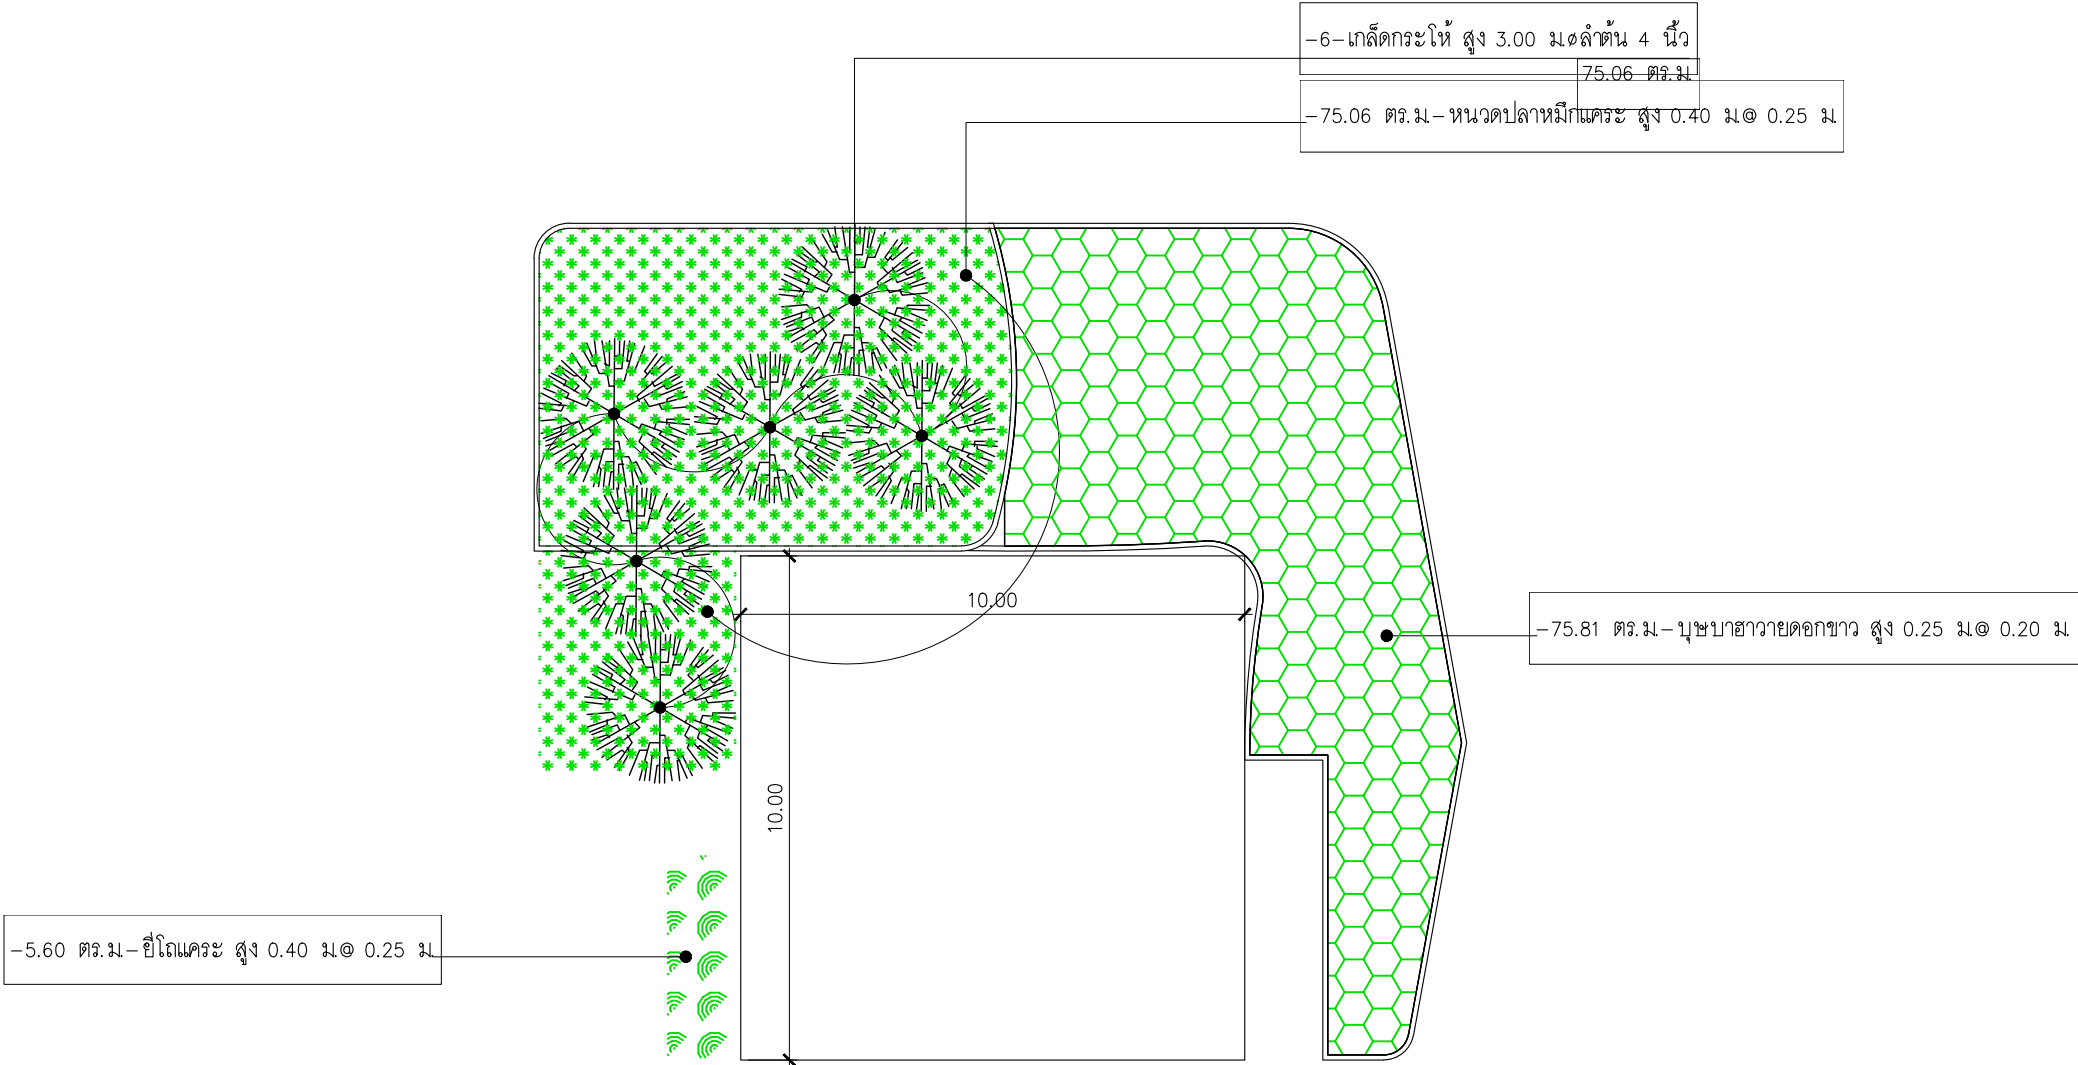 -6-เกล็ดกระโห้ สูง 3.00 ม.øลำต้น 4 นิ้ว
75.06 ตร.ม.
-75.06 ตร.ม.-หนวดปลาหมึกแคระ สูง 0.40 ม.@ 0.25 ม.
10.00
-75.81 ตร.ม.-บุษบาฮาวายดอกขาว สูง 0.25 ม.@ 0.20 ม.
10.00
-5.60 ตร.ม.-ยี่โถแคระ สูง 0.40 ม.@ 0.25 ม.